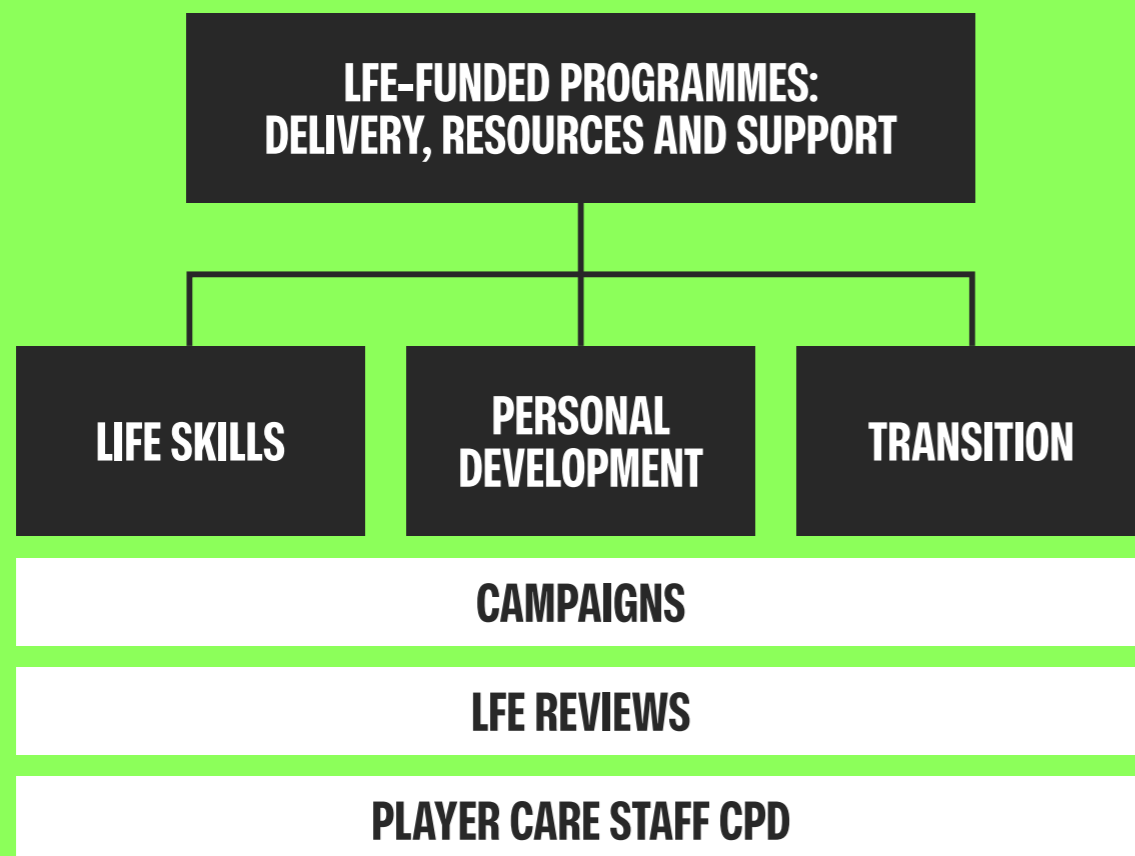 LFE-FUNDED PROGRAMMES:
DELIVERY, RESOURCES AND SUPPORT
LIFE SKILLS
PERSONAL
DEVELOPMENT
TRANSITION
CAMPAIGNS
LFE REVIEWS
PLAYER CARE STAFF CPD